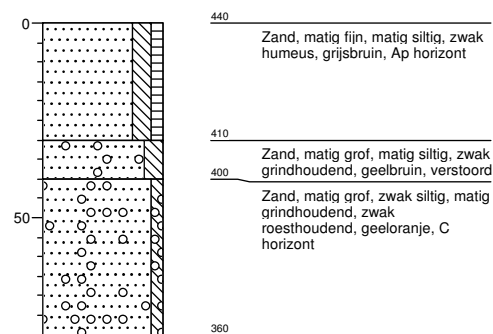 0
440
Zand, matig fijn, matig siltig, zwak
humeus, grijsbruin, Ap horizont
410
Zand, matig grof, matig siltig, zwak
grindhoudend, geelbruin, verstoord
400
Zand, matig grof, zwak siltig, matig
grindhoudend, zwak
roesthoudend, geeloranje, C
horizont
50
360